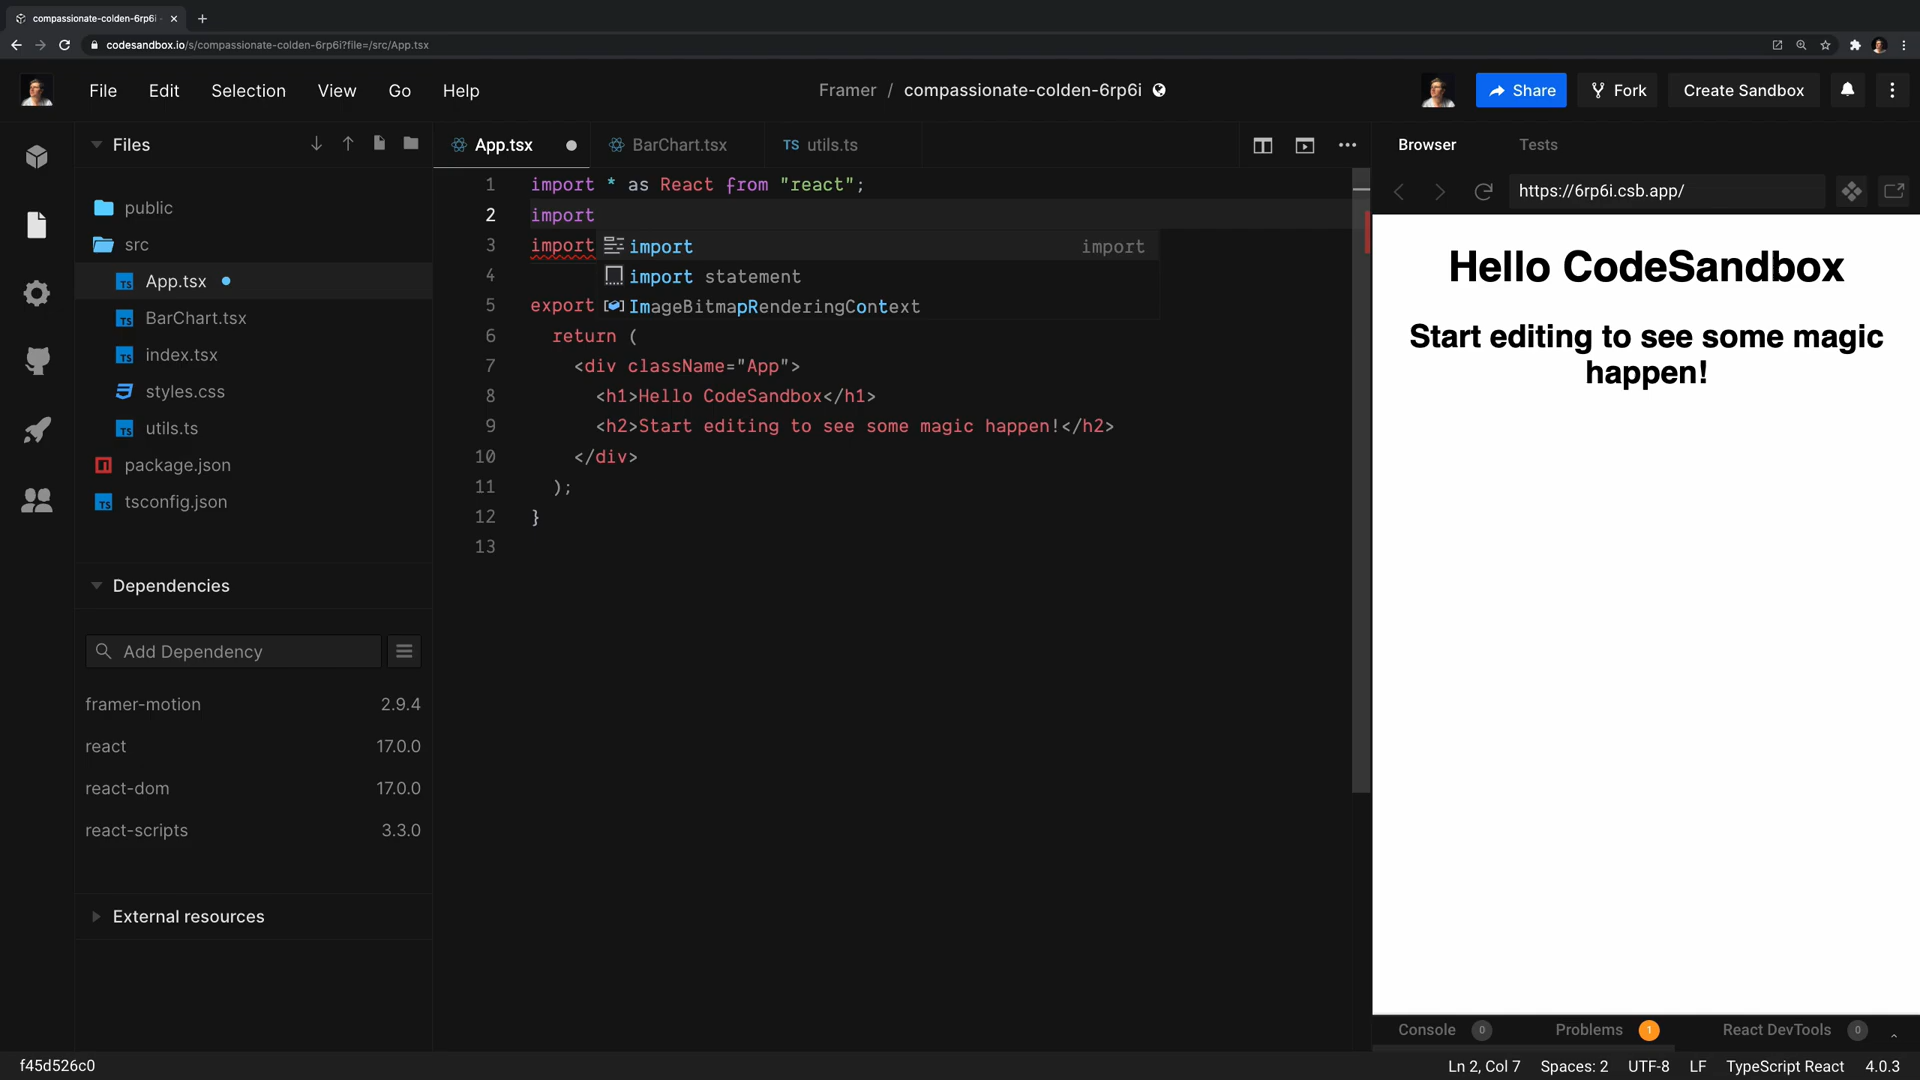 compassionate-colden-6rp6i -
codesandbox.io/s/compassionate-colden-6rp6i?file=/src/App.tsx
File Edit Selection View Go Help
Framer / compassionate-colden-6rp6i
Share Fork Create Sandbox
Files
public
src
App.tsx
BarChart.tsx
index.tsx
styles.css
utils.ts
package.json
tsconfig.json
Dependencies
Add Dependency
framer-motion 2.9.4
react 17.0.0
react-dom 17.0.0
react-scripts 3.3.0
External resources
App.tsx BarChart.tsx TS utils.ts
1 import * as React from "react";
2 import
3 import
4
5 export
6 return (
7 <div className="App">
8 <h1>Hello CodeSandbox</h1>
9 <h2>Start editing to see some magic happen!</h2>
10 </div>
11 );
12 }
13
import import
import statement
ImageBitmapRenderingContext
Browser Tests
https://6rp6i.csb.app/
Hello CodeSandbox
Start editing to see some magic
happen!
Console 0 Problems 1 React DevTools 0
f45d526c0
Ln 2, Col 7 Spaces: 2 UTF-8 LF TypeScript React 4.0.3